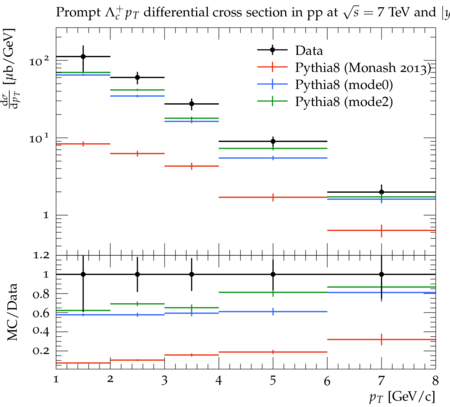 Prompt Λc+ pT differential cross section in pp at √s = 7 TeV and |y
dσ/dpT [μb/GeV]
Data
Pythia8 (Monash 2013)
Pythia8 (mode0)
Pythia8 (mode2)
10²
10¹
1
MC/Data
1.2
1
0.8
0.6
0.4
0.2
1 2 3 4 5 6 7 8
pT [GeV/c]